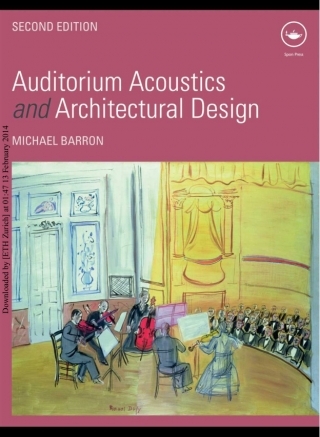 SECOND EDITION
Spon Press
Auditorium Acoustics
and Architectural Design
MICHAEL BARRON
Downloaded by [ETH Zurich] at 01:47 13 February 2014